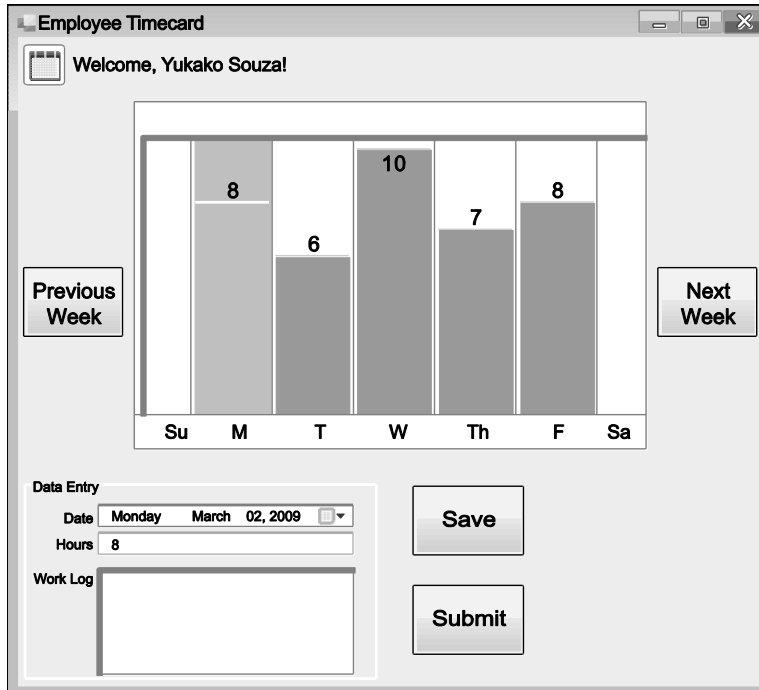 Employee Timecard
Welcome, Yukako Souza!
8
6
10
7
8
Previous
Week
Next
Week
Su M T W Th F Sa
Data Entry
Date Monday March 02, 2009
Hours 8
Work Log
Save
Submit